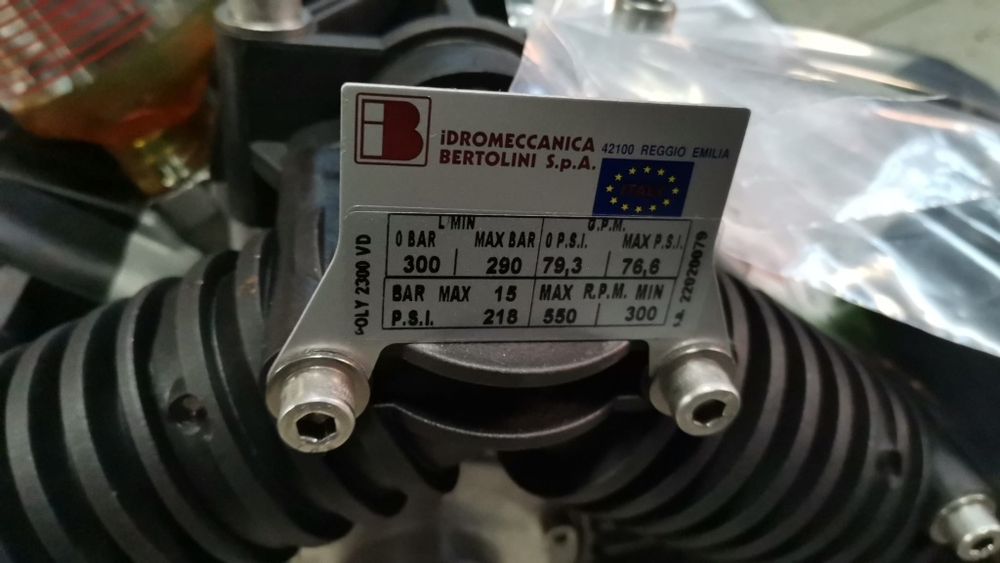 iDROMECCANICA
BERTOLINI S.p.A.
42100 REGGIO EMILIA
ITALY
L/MIN G.P.M.
0 BAR MAX BAR 0 P.S.I. MAX P.S.I.
300 290 79,3 76,6
BAR MAX 15 MAX R.P.M. MIN
P.S.I. 218 550 300
POLY 2300 VD
s.n. 22020079